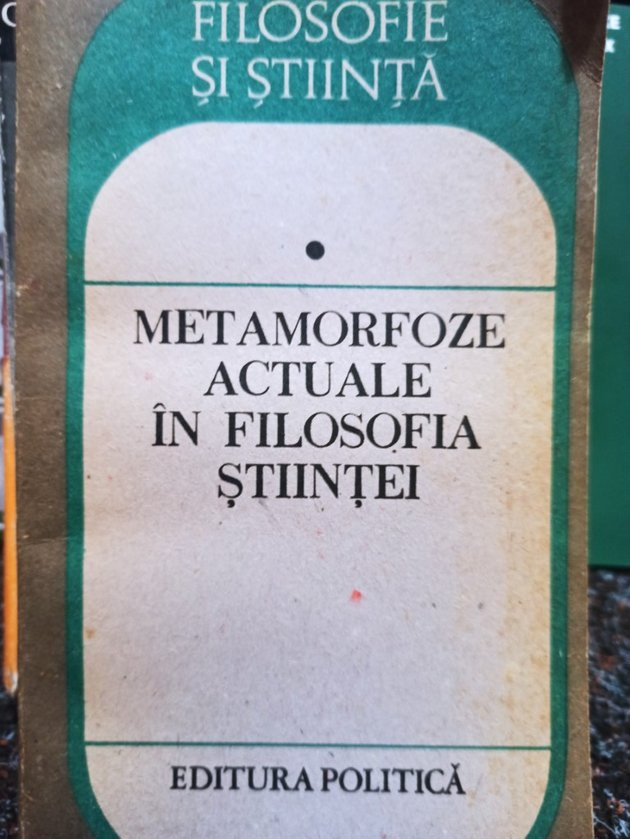 FILOSOFIE
ȘI ȘTIINȚĂ
METAMORFOZE
ACTUALE
ÎN FILOSOFIA
ȘTIINȚEI
EDITURA POLITICĂ